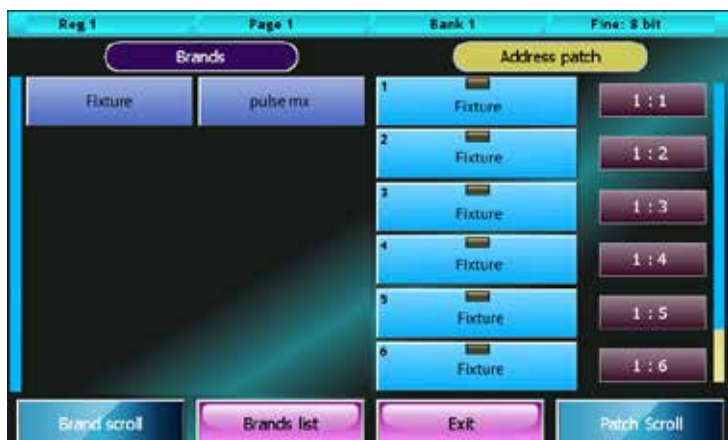 Reg 1 Page 1 Bank 1 Fine: 8 bit
Brands Address patch
Fixture pulse mx 1 Fixture 1 : 1
2 Fixture 1 : 2
3 Fixture 1 : 3
4 Fixture 1 : 4
5 Fixture 1 : 5
6 Fixture 1 : 6
Brand scroll Brands list Exit Patch Scroll